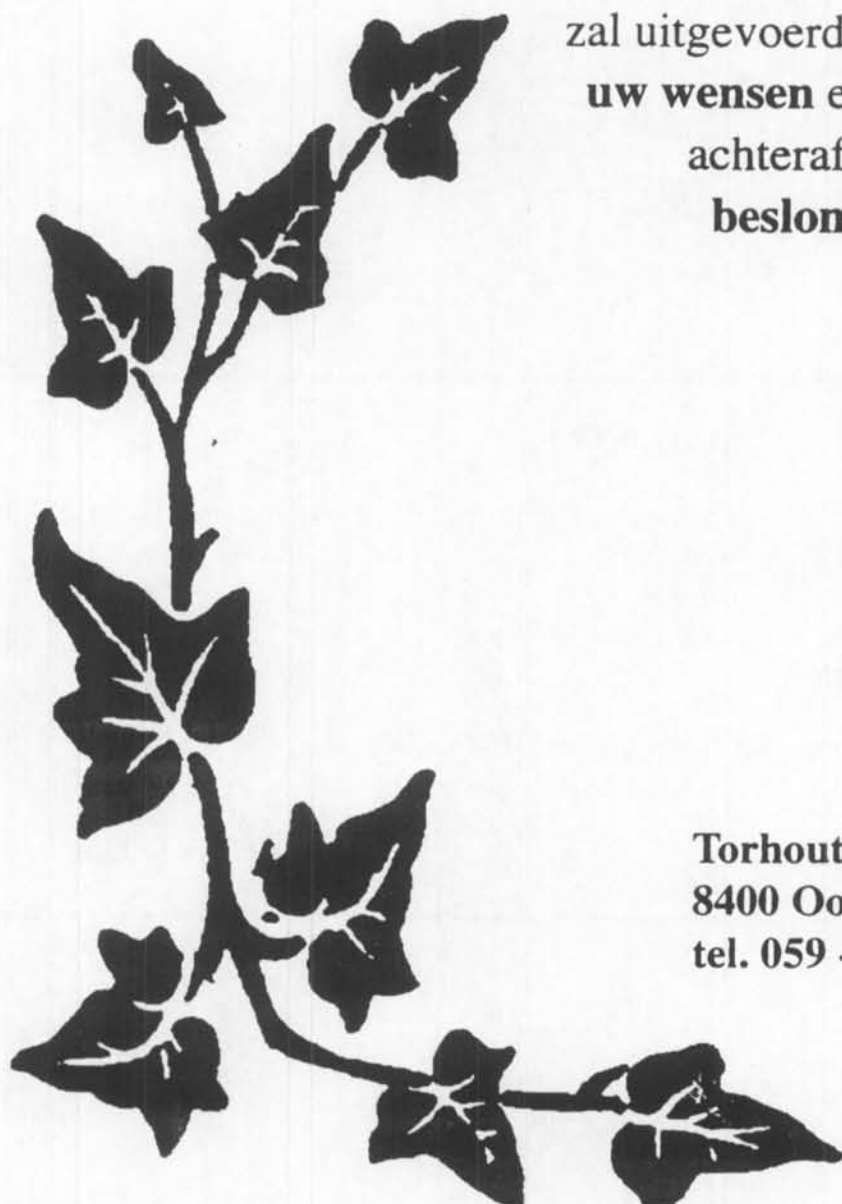 zal uitgevoerd
uw wensen e
achteraf
beslon
Torhout
8400 Oo
tel. 059